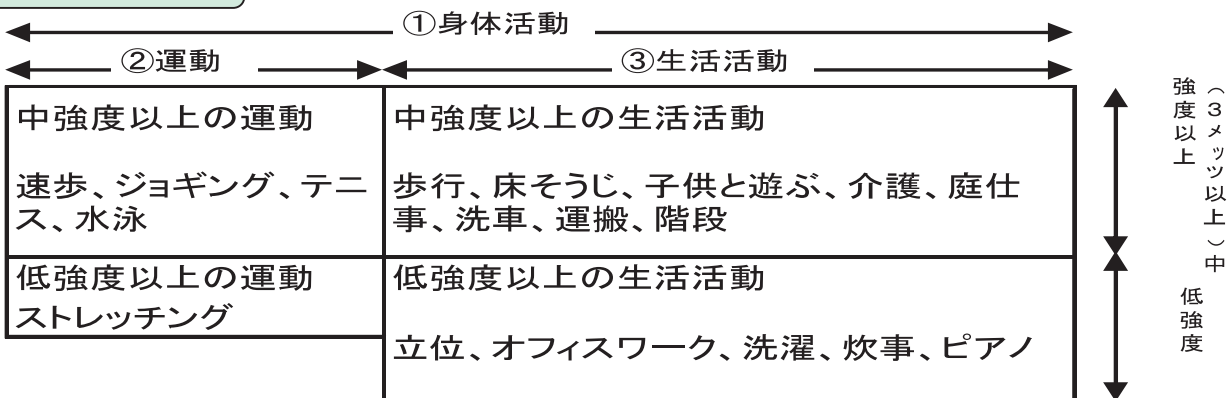 ①身体活動
②運動
③生活活動
中強度以上の運動
速歩、ジョギング、テニ
ス、水泳
中強度以上の生活活動
歩行、床そうじ、子供と遊ぶ、介護、庭仕
事、洗車、運搬、階段
低強度以上の運動
ストレッチング
低強度以上の生活活動
立位、オフィスワーク、洗濯、炊事、ピアノ
（３メッツ以上）中
強度以上
低強度